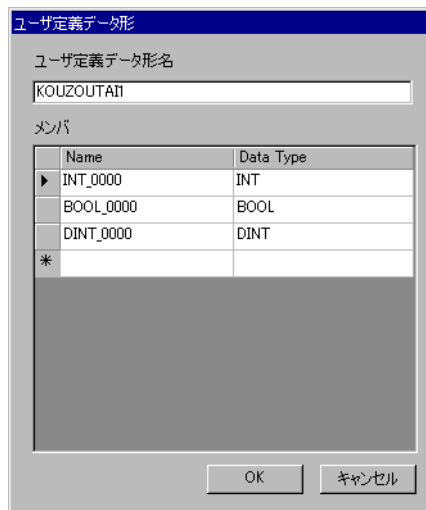 ユーザ定義データ形
ユーザ定義データ形名
KOUZOUTAI1
メンバ
Name Data Type
INT_0000 INT
BOOL_0000 BOOL
DINT_0000 DINT
OK キャンセル